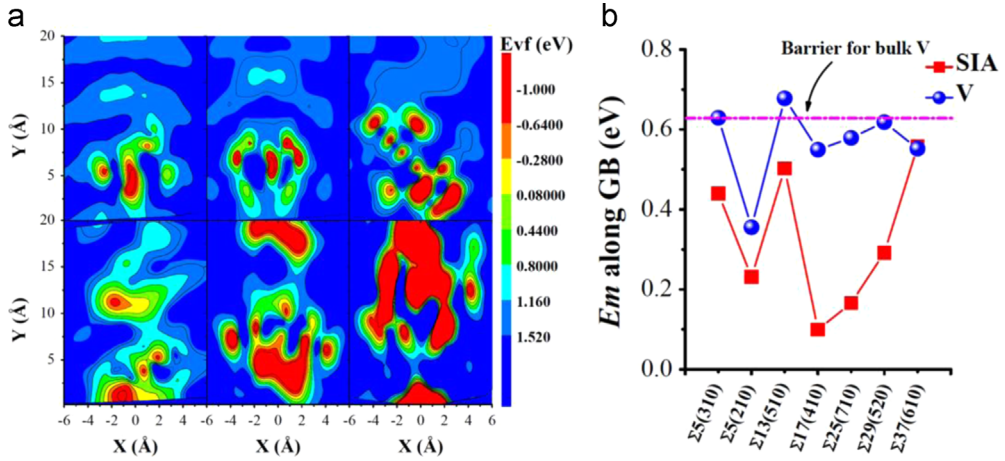 a
Evf (eV)
-1.000
-0.6400
-0.2800
0.08000
0.4400
0.8000
1.160
1.520
Y (Å)
20
15
10
5
20
Y (Å)
15
10
5
-6 -4 -2 0 2 4 -6 -4 -2 0 2 4 -6 -4 -2 0 2 4 6
X (Å) X (Å) X (Å)
b
Barrier for bulk V
SIA
V
Em along GB (eV)
0.8
0.6
0.4
0.2
0.0
Σ5(310)
Σ5(210)
Σ13(510)
Σ17(410)
Σ25(710)
Σ29(520)
Σ37(610)